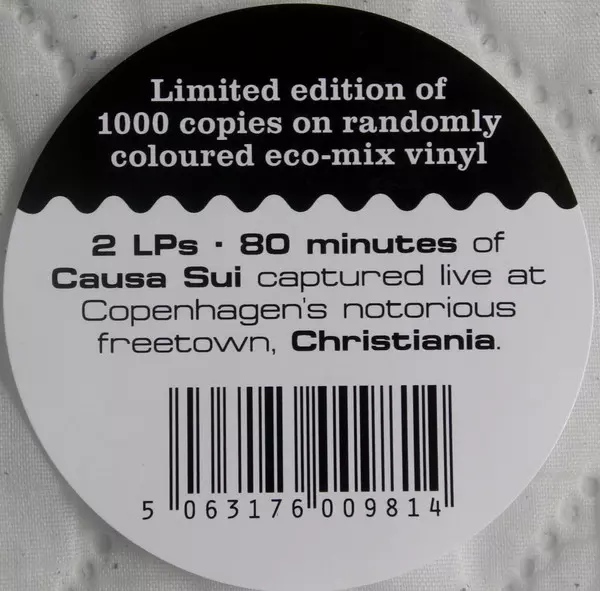 Limited edition of
1000 copies on randomly
coloured eco-mix vinyl
2 LPs · 80 minutes of
Causa Sui captured live at
Copenhagen's notorious
freetown, Christiania.
5 063176 009814